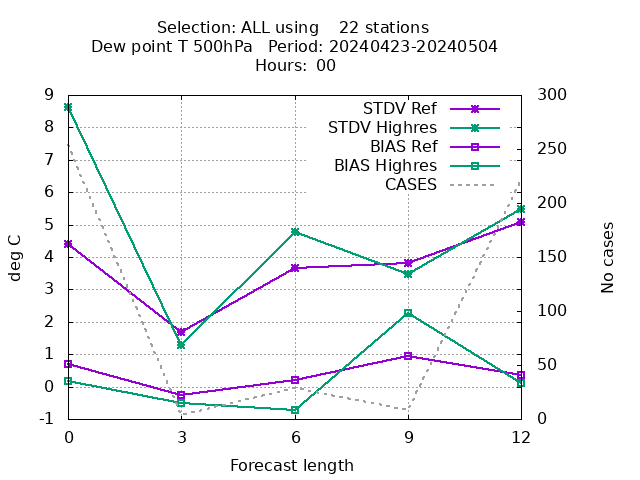 Selection: ALL using    22 stations
Dew point T 500hPa   Period: 20240423-20240504
Hours:  00
9
8
7
6
5
4
3
2
1
0
-1
300
250
200
150
100
50
0
STDV Ref
STDV Highres
BIAS Ref
BIAS Highres
CASES
deg C
No cases
0 3 6 9 12
Forecast length